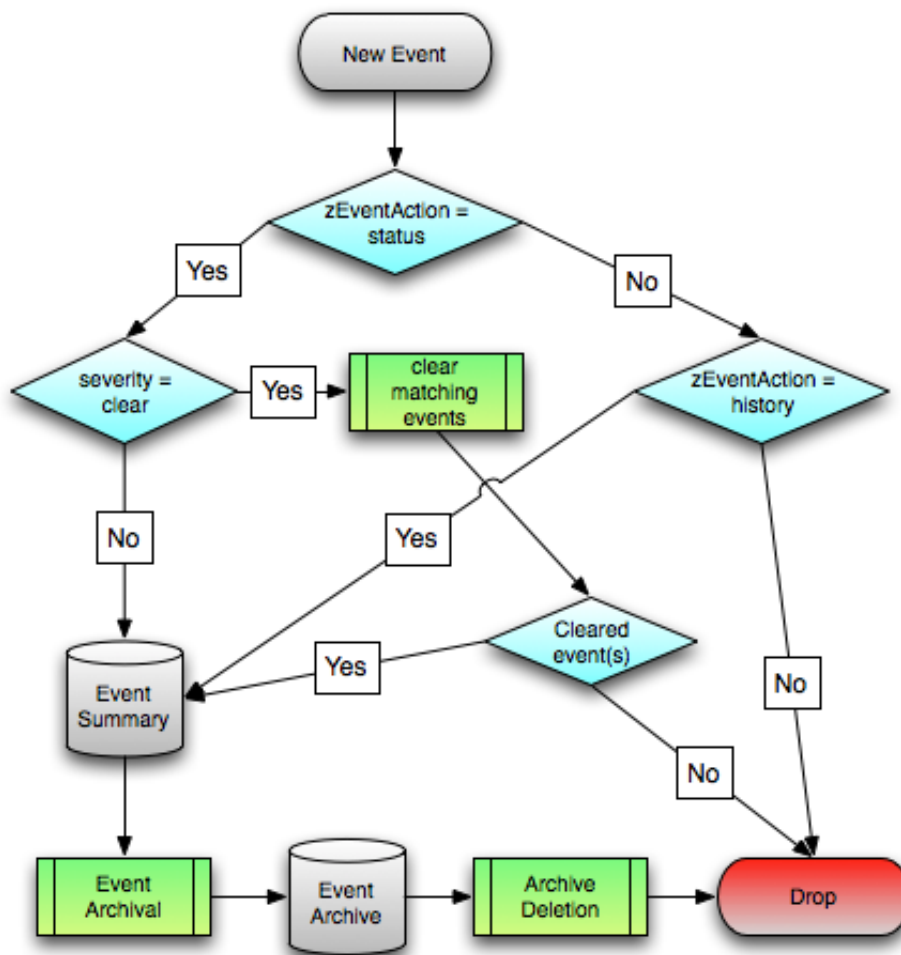 New Event
zEventAction =
status
Yes
No
severity =
clear
Yes
clear
matching
events
zEventAction =
history
No
Yes
Cleared
event(s)
Yes
No
No
Event
Summary
Event
Archival
Event
Archive
Archive
Deletion
Drop